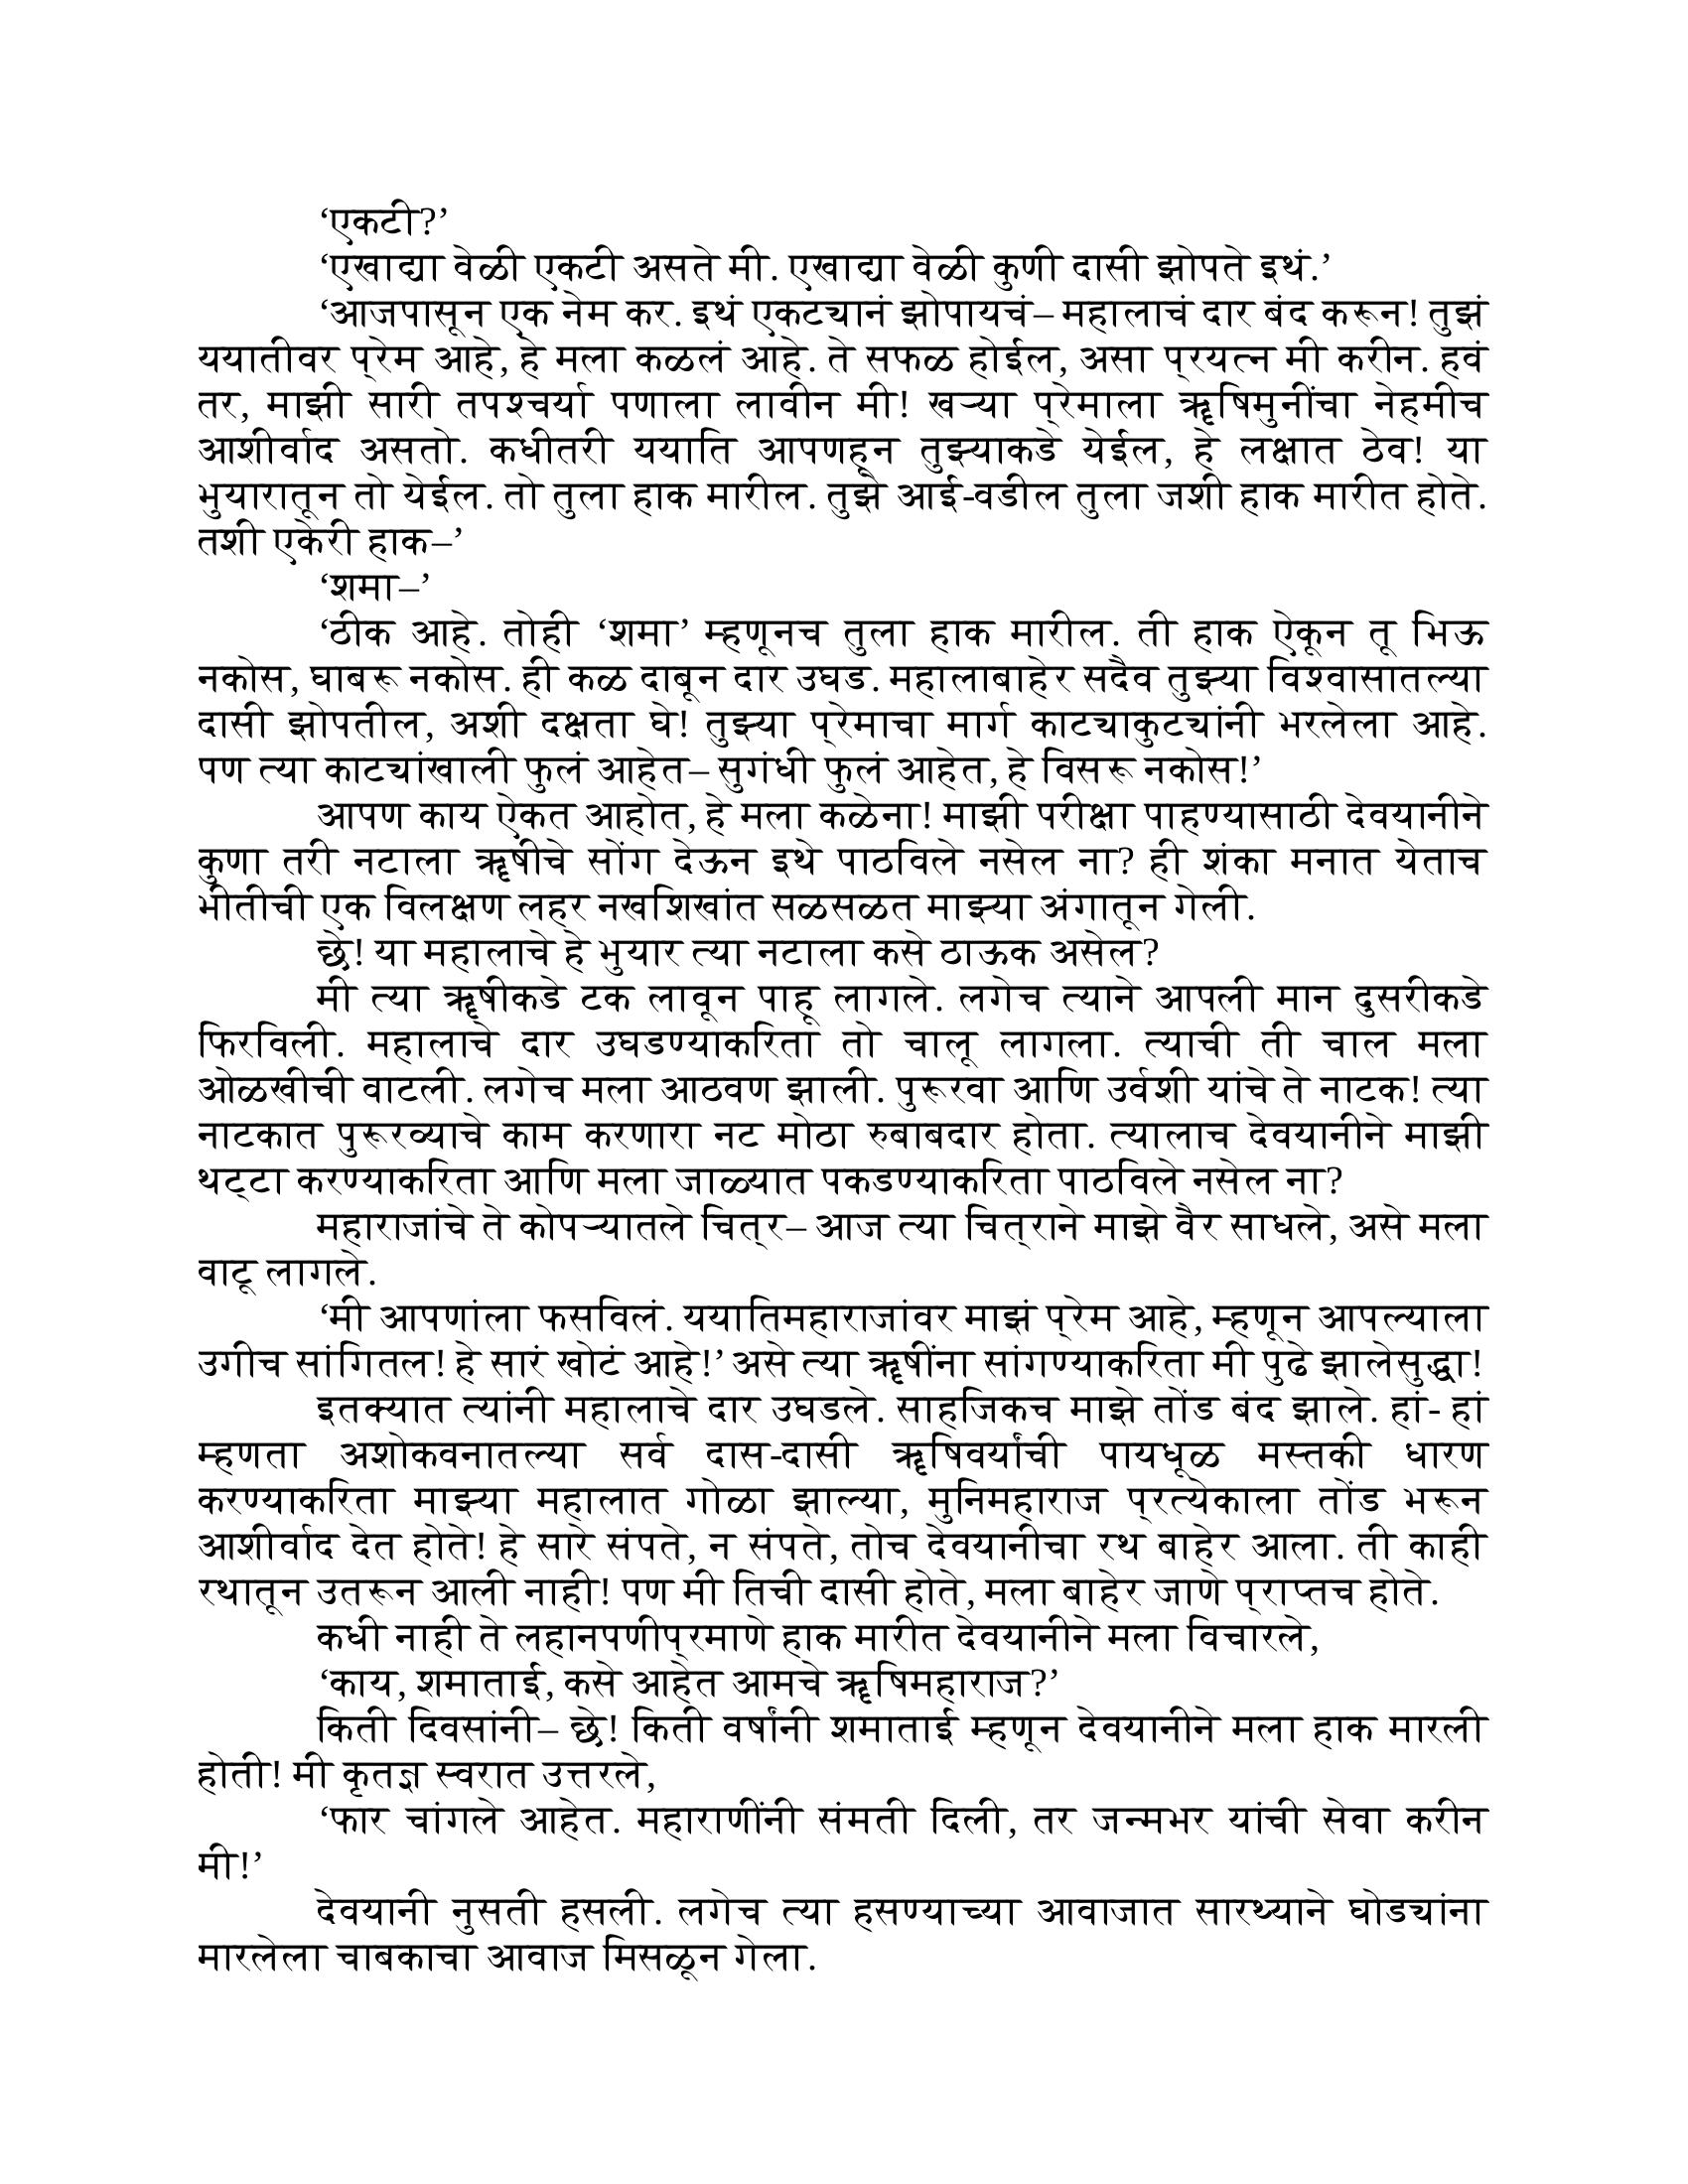 ‘एकटी?’
‘एखाद्या वेळी एकटी असते मी. एखाद्या वेळी कुणी दासी झोपते इथं.’
‘आजपासून एक नेम कर. इथं एकट्यानं झोपायचं– महालाचं दार बंद करून! तुझं
ययातीवर प्रेम आहे, हे मला कळलं आहे. ते सफळ होईल, असा प्रयत्न मी करीन. हवं
तर, माझी सारी तपश्चर्या पणाला लावीन मी! खऱ्या प्रेमाला ॠषिमुनींचा नेहमीच
आशीर्वाद असतो. कधीतरी ययाति आपणहून तुझ्याकडे येईल, हे लक्षात ठेव! या
भुयारातून तो येईल. तो तुला हाक मारील. तुझे आई-वडील तुला जशी हाक मारीत होते.
तशी एकेरी हाक–’
‘शमा–’
‘ठीक आहे. तोही ‘शमा’ म्हणूनच तुला हाक मारील. ती हाक ऐकून तू भिऊ
नकोस, घाबरू नकोस. ही कळ दाबून दार उघड. महालाबाहेर सदैव तुझ्या विश्वासातल्या
दासी झोपतील, अशी दक्षता घे! तुझ्या प्रेमाचा मार्ग काट्याकुट्यांनी भरलेला आहे.
पण त्या काट्यांखाली फुलं आहेत– सुगंधी फुलं आहेत, हे विसरू नकोस!’
आपण काय ऐकत आहोत, हे मला कळेना! माझी परीक्षा पाहण्यासाठी देवयानीने
कुणा तरी नटाला ॠषीचे सोंग देऊन इथे पाठविले नसेल ना? ही शंका मनात येताच
भीतीची एक विलक्षण लहर नखशिखांत सळसळत माझ्या अंगातून गेली.
छे! या महालाचे हे भुयार त्या नटाला कसे ठाऊक असेल?
मी त्या ॠषीकडे टक लावून पाहू लागले. लगेच त्याने आपली मान दुसरीकडे
फिरविली. महालाचे दार उघडण्याकरिता तो चालू लागला. त्याची ती चाल मला
ओळखीची वाटली. लगेच मला आठवण झाली. पुरूरवा आणि उर्वशी यांचे ते नाटक! त्या
नाटकात पुरूरव्याचे काम करणारा नट मोठा रुबाबदार होता. त्यालाच देवयानीने माझी
थट्टा करण्याकरिता आणि मला जाळ्यात पकडण्याकरिता पाठविले नसेल ना?
महाराजांचे ते कोपऱ्यातले चित्र– आज त्या चित्राने माझे वैर साधले, असे मला
वाटू लागले.
‘मी आपणांला फसविलं. ययातिमहाराजांवर माझं प्रेम आहे, म्हणून आपल्याला
उगीच सांगितल! हे सारं खोटं आहे!’ असे त्या ॠषींना सांगण्याकरिता मी पुढे झालेसुद्धा!
इतक्यात त्यांनी महालाचे दार उघडले. साहजिकच माझे तोंड बंद झाले. हां- हां
म्हणता अशोकवनातल्या सर्व दास-दासी ॠषिवर्यांची पायधूळ मस्तकी धारण
करण्याकरिता माझ्या महालात गोळा झाल्या, मुनिमहाराज प्रत्येकाला तोंड भरून
आशीर्वाद देत होते! हे सारे संपते, न संपते, तोच देवयानीचा रथ बाहेर आला. ती काही
रथातून उतरून आली नाही! पण मी तिची दासी होते, मला बाहेर जाणे प्राप्तच होते.
कधी नाही ते लहानपणीप्रमाणे हाक मारीत देवयानीने मला विचारले,
‘काय, शमाताई, कसे आहेत आमचे ॠषिमहाराज?’
किती दिवसांनी– छे! किती वर्षांनी शमाताई म्हणून देवयानीने मला हाक मारली
होती! मी कृतज्ञ स्वरात उत्तरले,
‘फार चांगले आहेत. महाराणींनी संमती दिली, तर जन्मभर यांची सेवा करीन
मी!’
देवयानी नुसती हसली. लगेच त्या हसण्याच्या आवाजात सारथ्याने घोड्यांना
मारलेला चाबकाचा आवाज मिसळून गेला.